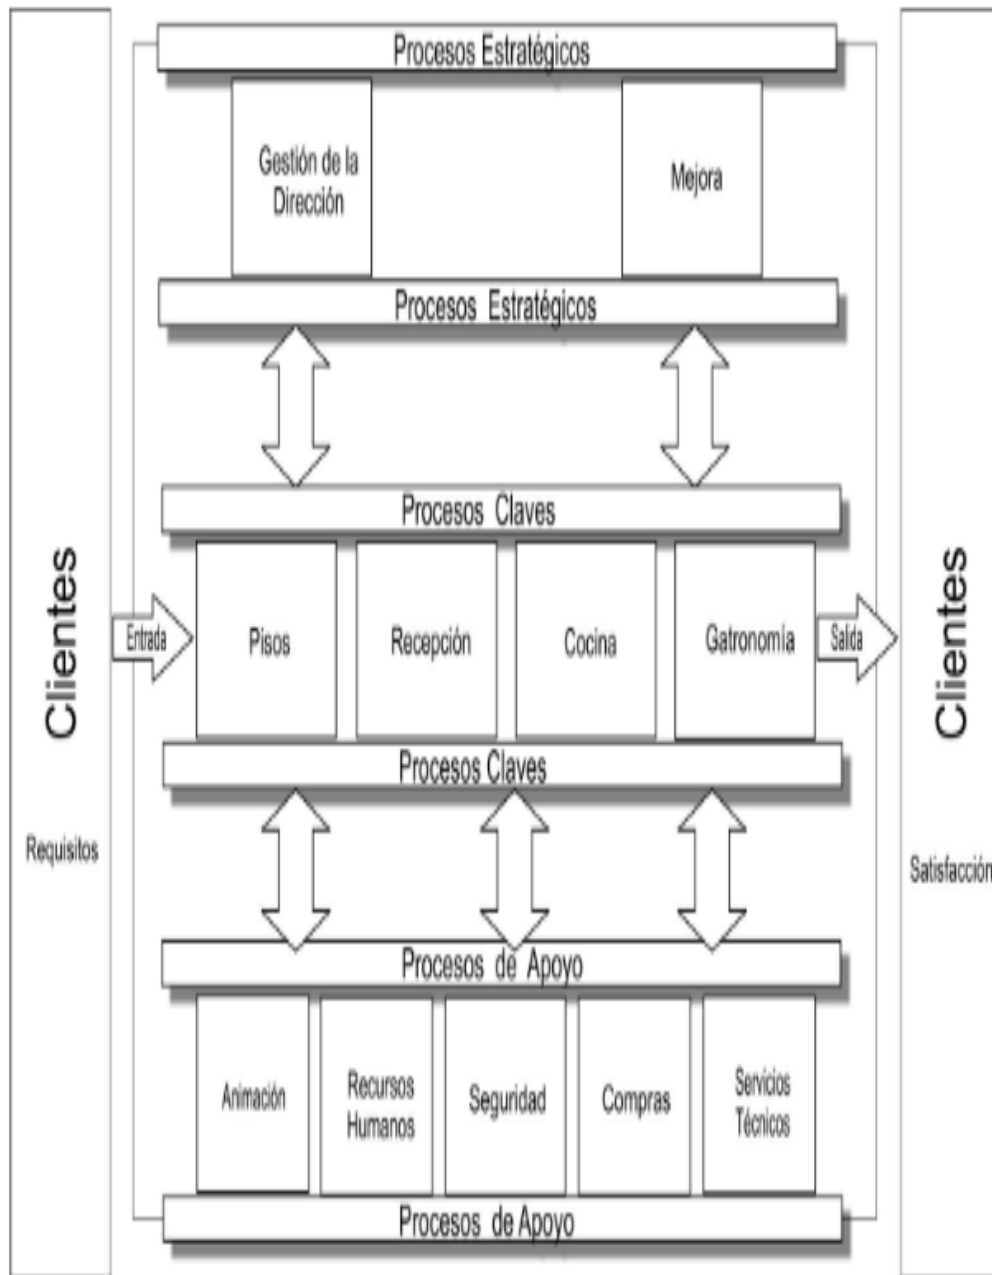 Procesos Estratégicos
Gestión de la
Dirección
Mejora
Procesos Estratégicos
Procesos Claves
Clientes
Entrada
Pisos
Recepción
Cocina
Gatronomía
Salida
Clientes
Procesos Claves
Requisitos
Satisfacción
Procesos de Apoyo
Animación
Recursos
Humanos
Seguridad
Compras
Servicios
Técnicos
Procesos de Apoyo